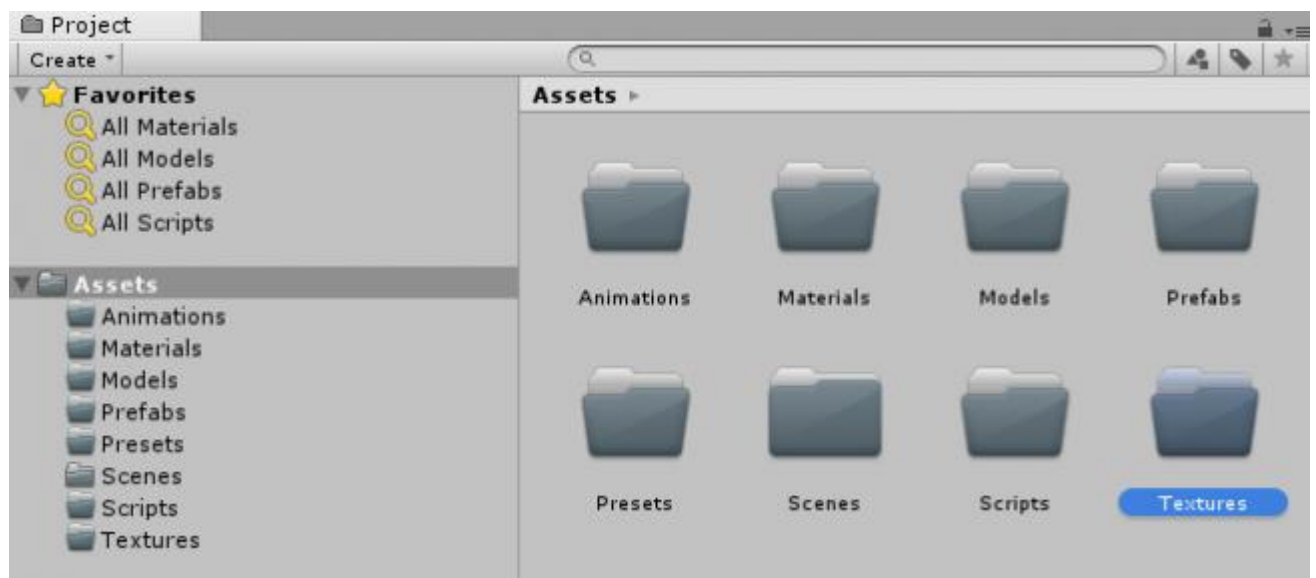 Project
Create
Favorites
All Materials
All Models
All Prefabs
All Scripts
Assets
Animations
Materials
Models
Prefabs
Presets
Scenes
Scripts
Textures
Assets
Animations Materials Models Prefabs
Presets Scenes Scripts Textures